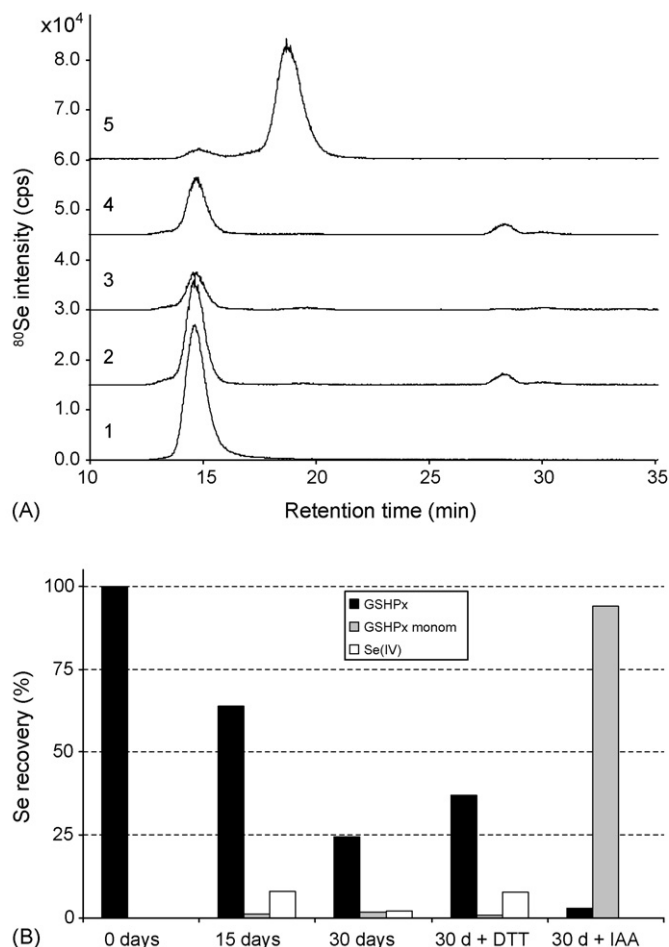 x10⁴
8.0
7.0
6.0
5.0
4.0
3.0
2.0
1.0
0.0
⁸⁰Se intensity (cps)
5
4
3
2
1
10 15 20 25 30 35
(A) Retention time (min)
100
75
50
25
0
Se recovery (%)
GSHPx
GSHPx monom
Se(IV)
(B) 0 days 15 days 30 days 30 d + DTT 30 d + IAA